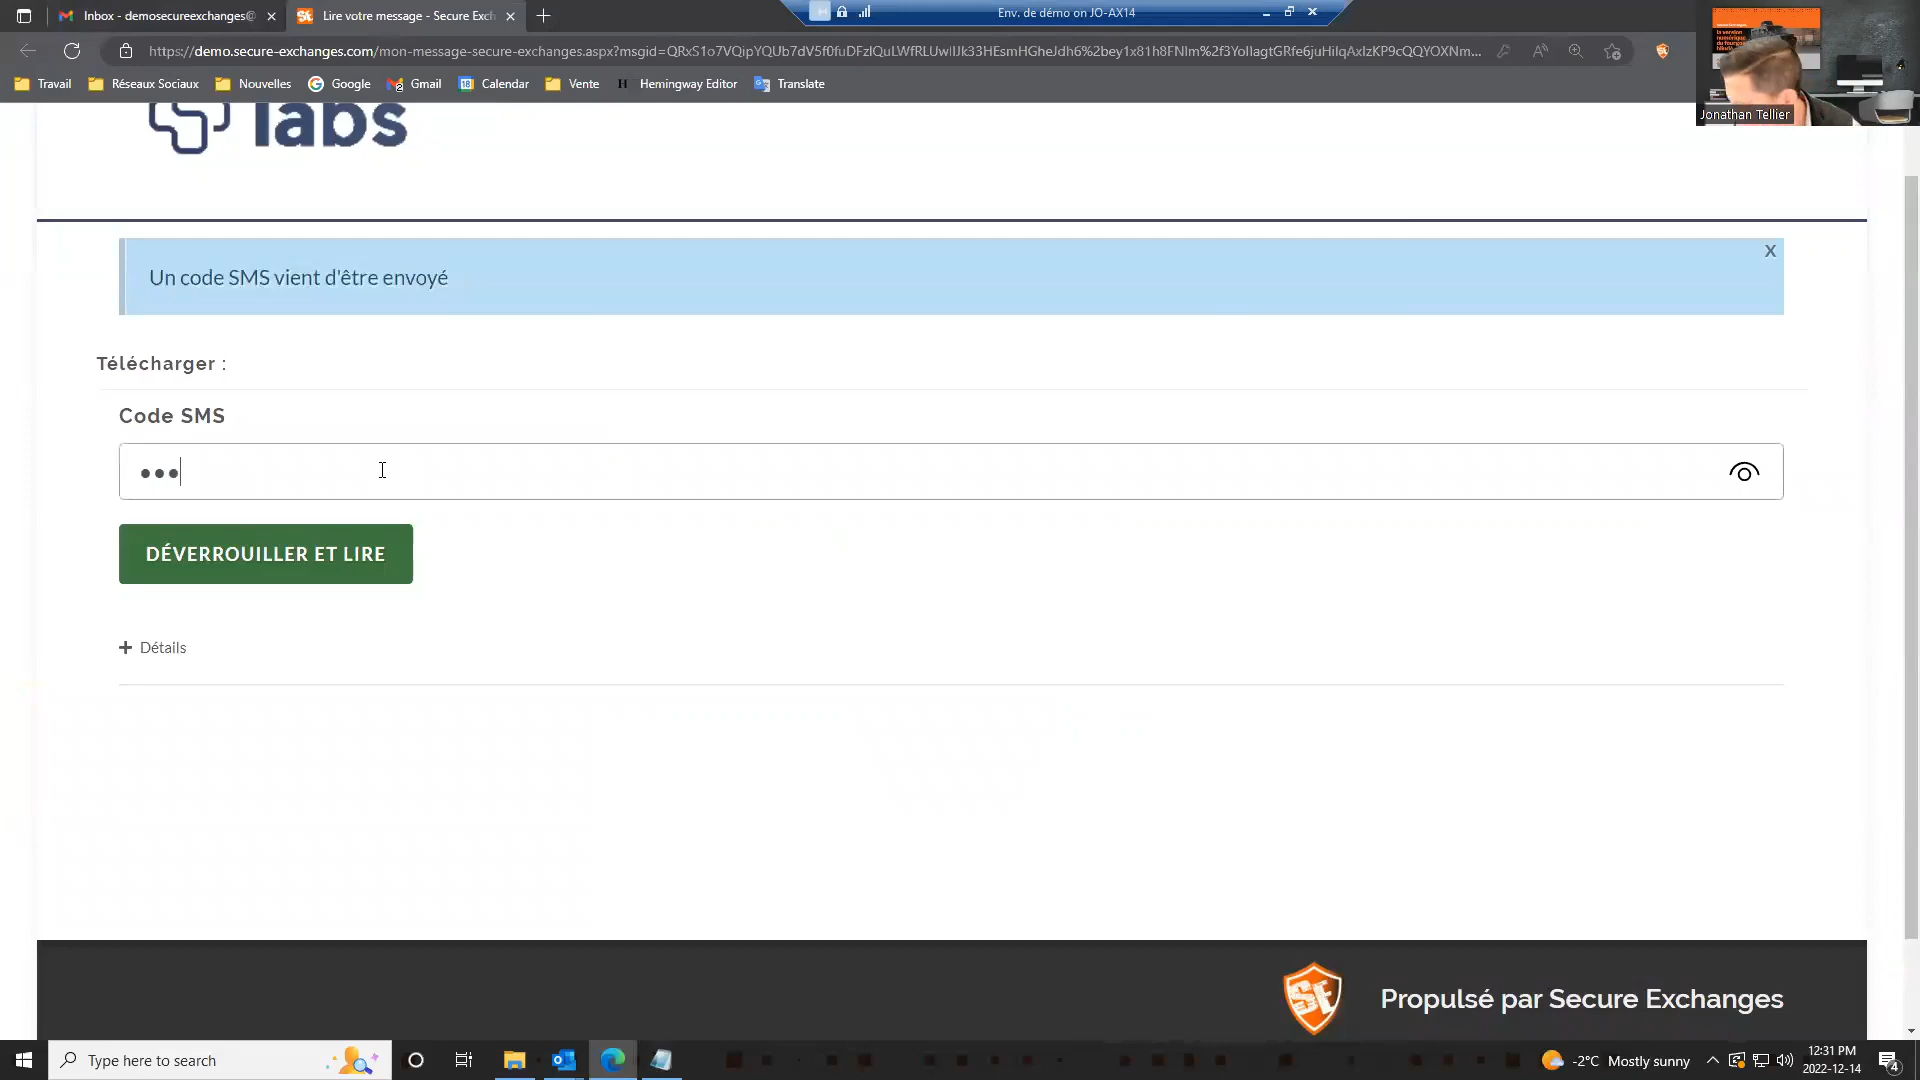 Inbox - demosecureexchanges@
Lire votre message - Secure Exch
Env. de démo on JO-AX14
https://demo.secure-exchanges.com/mon-message-secure-exchanges.aspx?msgid=
Travail
Réseaux Sociaux
Nouvelles
Google
Gmail
Calendar
Vente
Hemingway Editor
Translate
Jonathan Tellier
labs
Un code SMS vient d'être envoyé
X
Télécharger :
Code SMS
DÉVERROUILLER ET LIRE
+ Détails
SE
Propulsé par Secure Exchanges
Type here to search
-2°C Mostly sunny
12:31 PM
2022-12-14
4